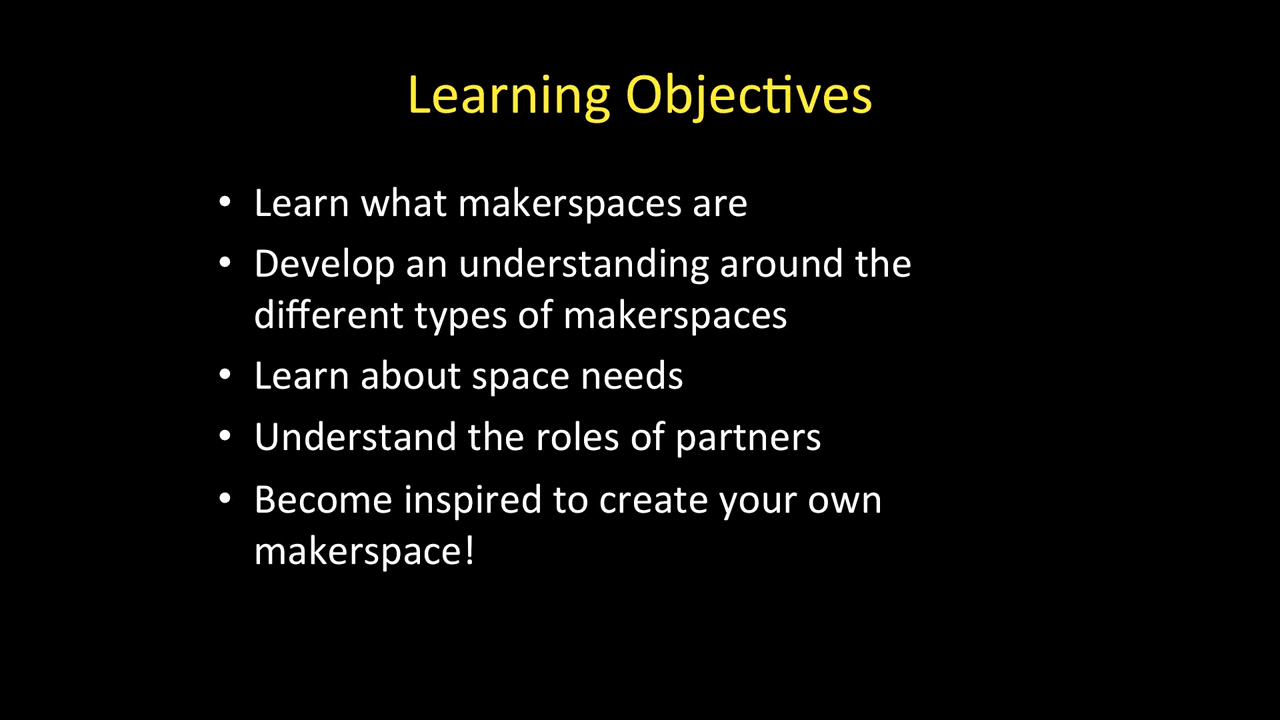 Learning Objectives
• Learn what makerspaces are
• Develop an understanding around the
different types of makerspaces
• Learn about space needs
• Understand the roles of partners
• Become inspired to create your own
makerspace!